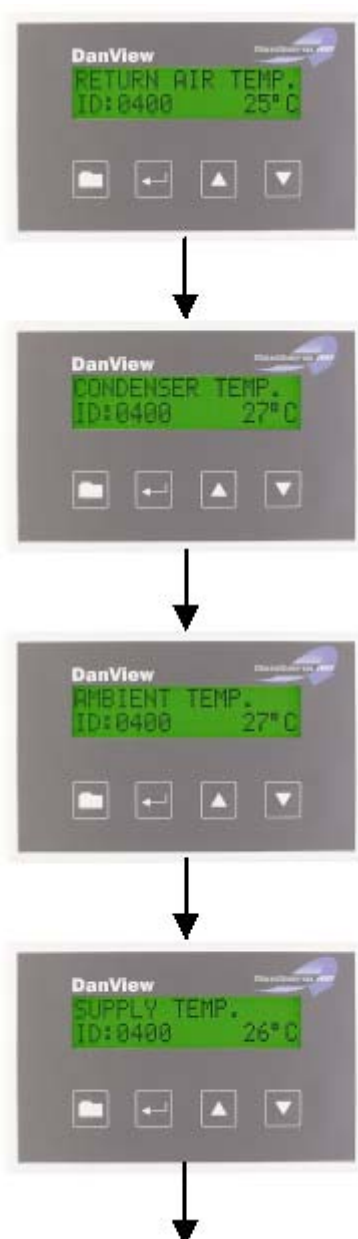 DanView
RETURN AIR TEMP.
ID:0400 25°C
DanView
CONDENSER TEMP.
ID:0400 27°C
DanView
AMBIENT TEMP.
ID:0400 27°C
DanView
SUPPLY TEMP.
ID:0400 26°C